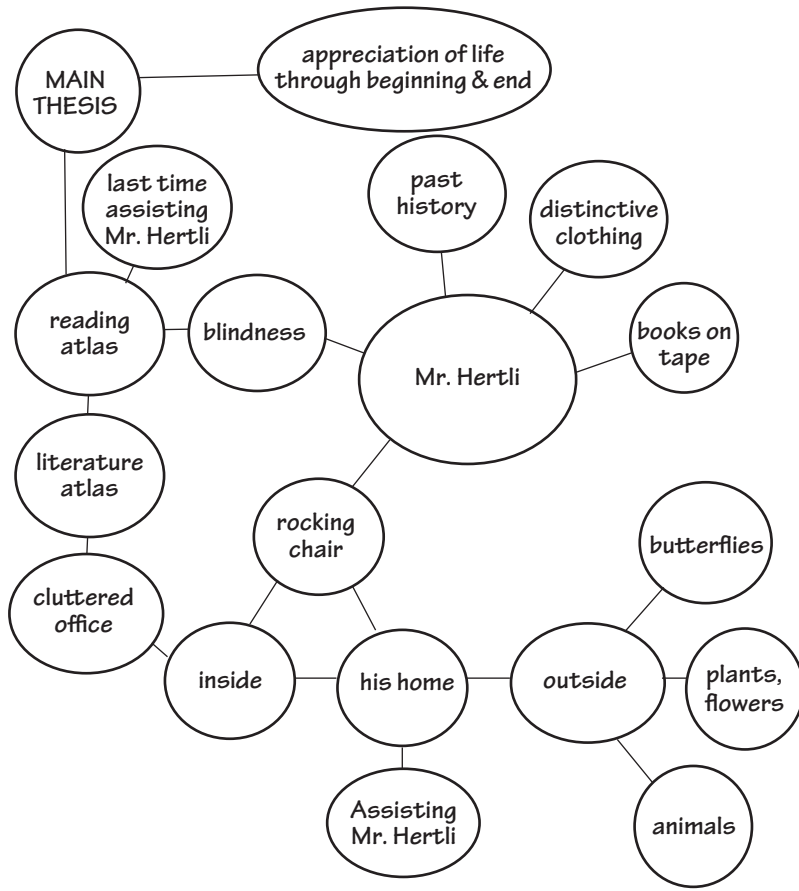 MAIN
THESIS
appreciation of life
through beginning & end
last time
assisting
Mr. Hertli
past
history
distinctive
clothing
reading
atlas
blindness
Mr. Hertli
books on
tape
literature
atlas
rocking
chair
butterflies
cluttered
office
inside
his home
outside
plants,
flowers
Assisting
Mr. Hertli
animals